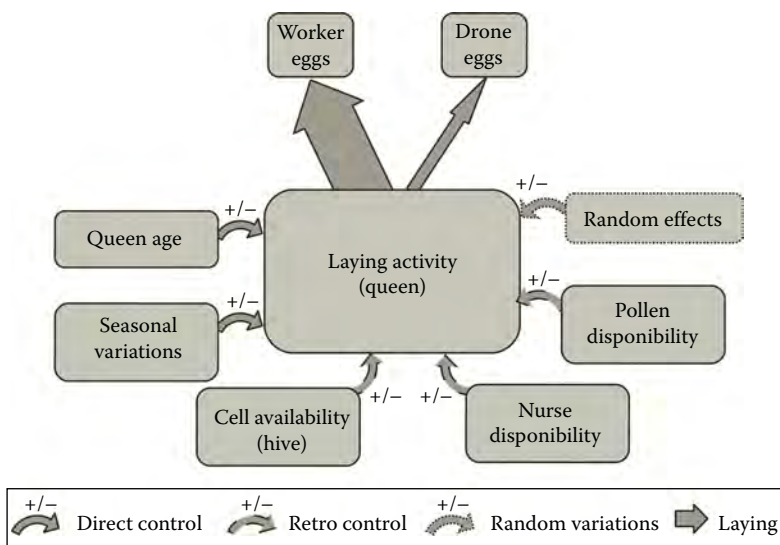 Worker
eggs
Drone
eggs
+/−
+/−
Queen age
Random effects
Laying activity
(queen)
+/−
+/−
Seasonal
variations
Pollen
disponibility
+/−
+/−
Cell availability
(hive)
Nurse
disponibility
+/−
Direct control
+/−
Retro control
+/−
Random variations
Laying